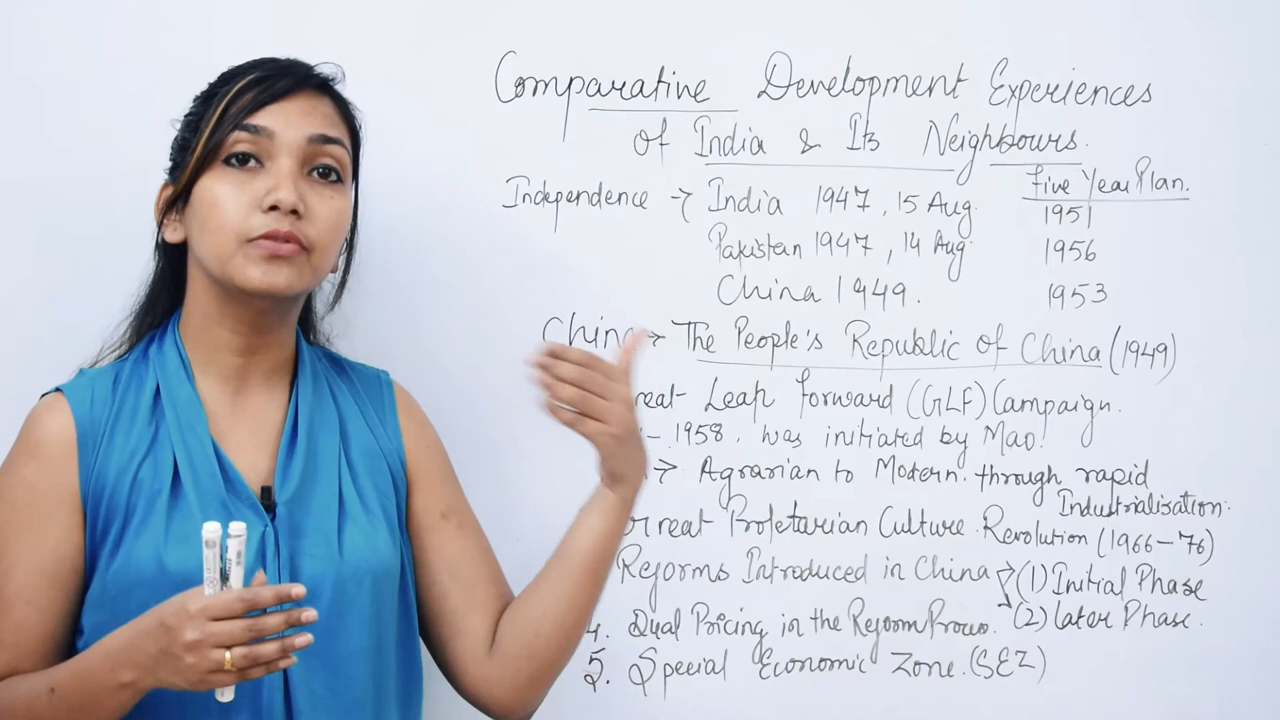 Comparative Development Experiences
of India & Its Neighbours.
Independence → India 1947, 15 Aug. Five Year Plan.
1951
Pakistan 1947, 14 Aug 1956
China 1949. 1953
China → The People's Republic of China (1949)
reat Leap Forward (GLF) Campaign.
- 1958. was initiated by Mao.
→ Agrarian to Modern. through rapid
Industrialisation.
reat Proletarian Culture Revolution (1966-76)
Reforms Introduced in China → (1) Initial Phase
(2) Later Phase.
4. Dual Pricing in the Reform
5. Special Economic Zone. (SEZ)